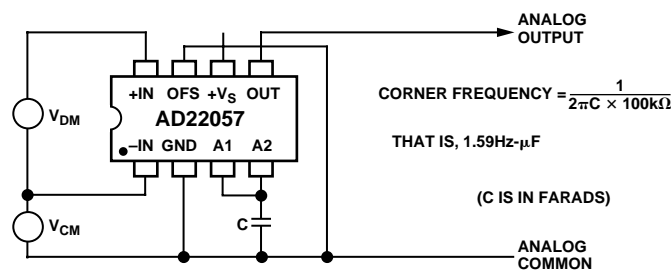 ANALOG
OUTPUT
+IN OFS +VS OUT
CORNER FREQUENCY = 1
2πC × 100kΩ
VDM
AD22057
–IN GND A1 A2
THAT IS, 1.59Hz-μF
VCM
C
(C IS IN FARADS)
ANALOG
COMMON